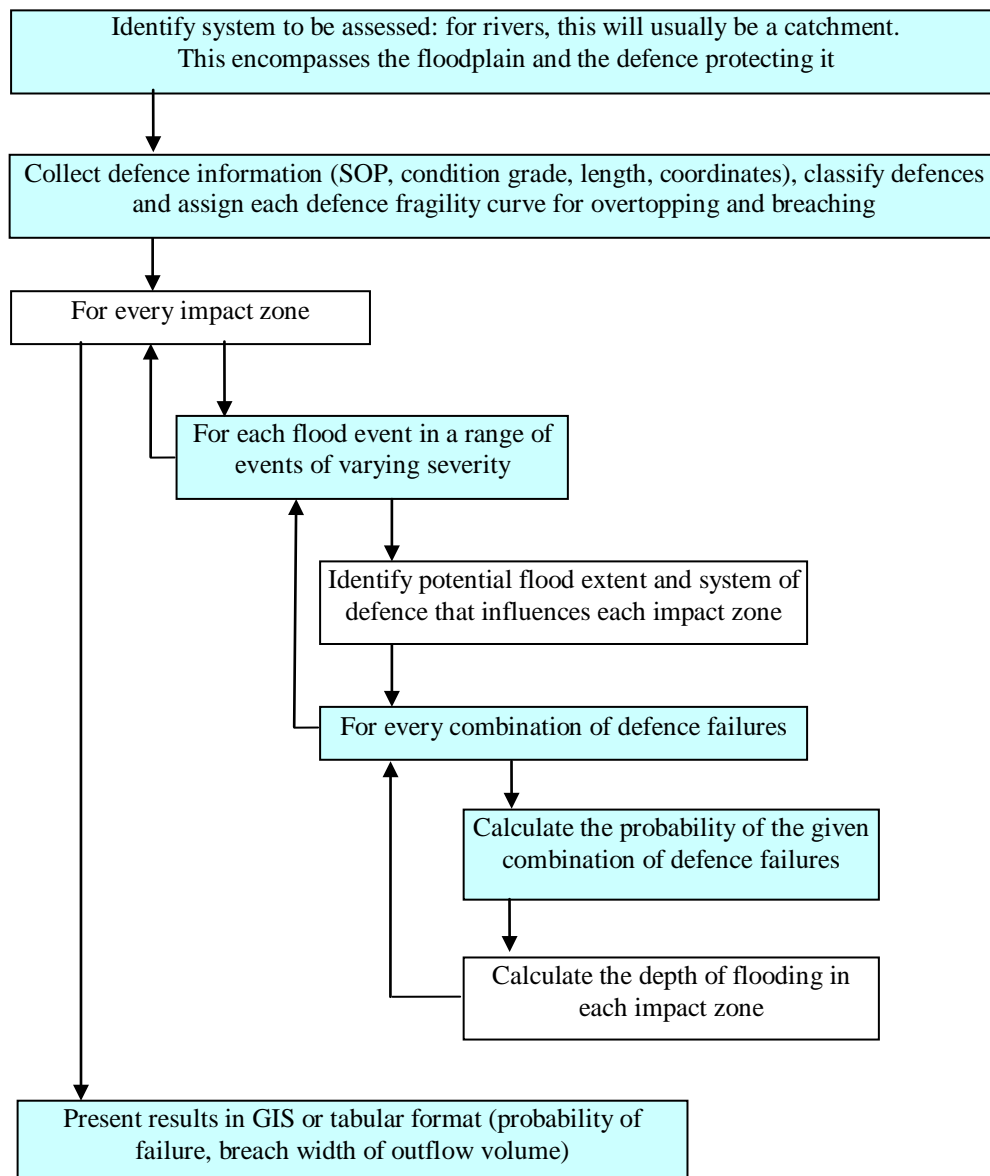 Identify system to be assessed: for rivers, this will usually be a catchment.
This encompasses the floodplain and the defence protecting it
Collect defence information (SOP, condition grade, length, coordinates), classify defences
and assign each defence fragility curve for overtopping and breaching
For every impact zone
For each flood event in a range of
events of varying severity
Identify potential flood extent and system of
defence that influences each impact zone
For every combination of defence failures
Calculate the probability of the given
combination of defence failures
Calculate the depth of flooding in
each impact zone
Present results in GIS or tabular format (probability of
failure, breach width of outflow volume)